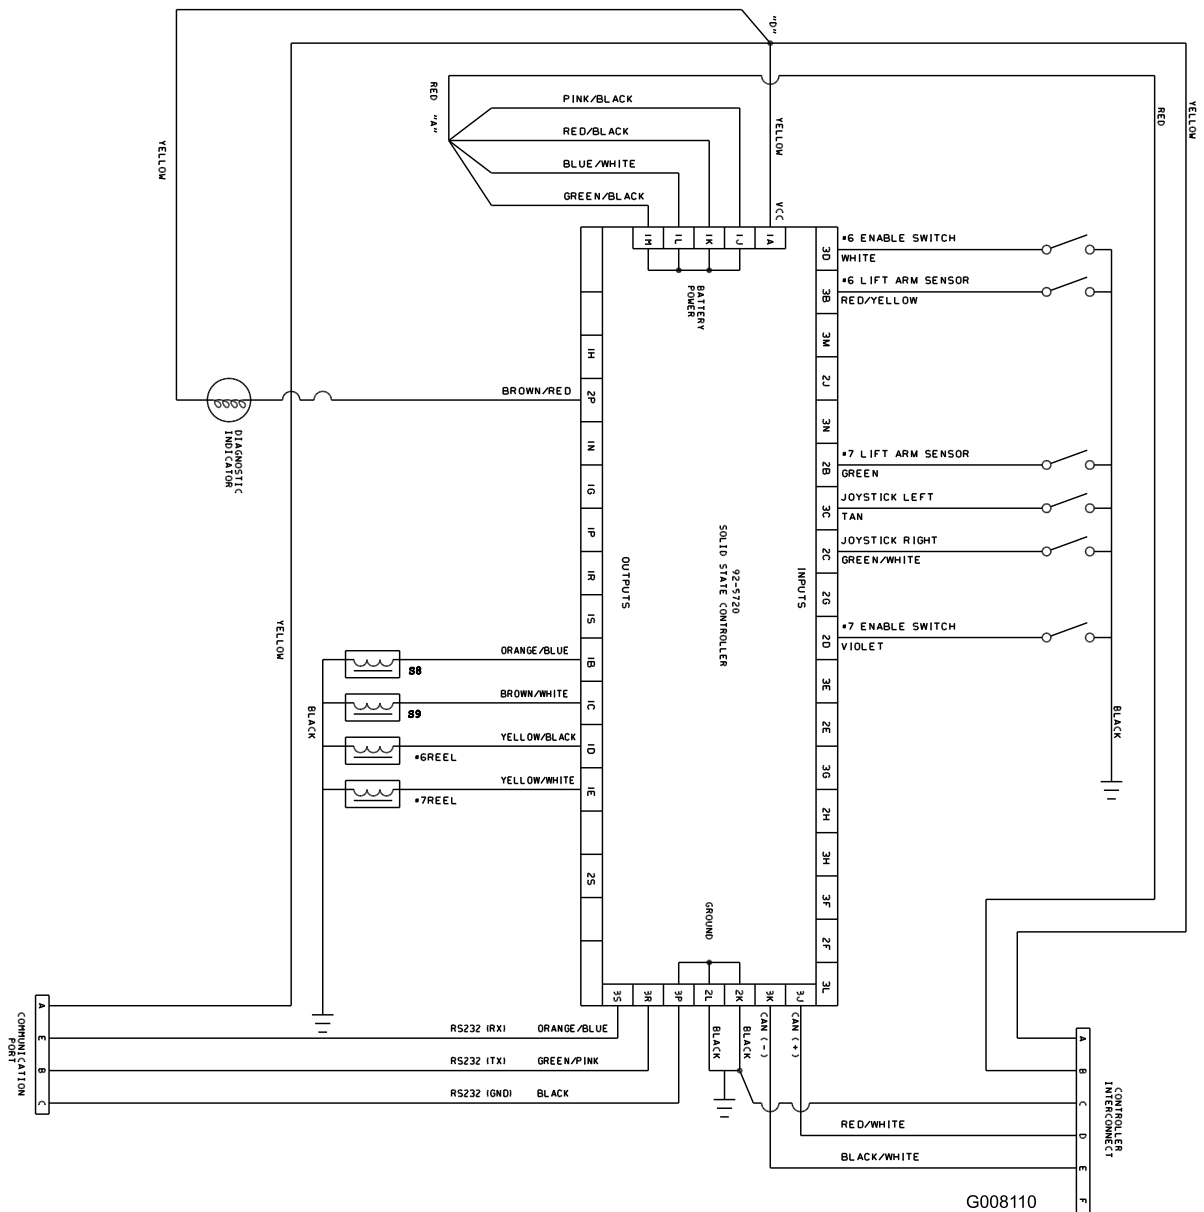 "D"
RED "A"
PINK/BLACK
RED/BLACK
BLUE/WHITE
GREEN/BLACK
YELLOW
VCC
YELLOW
RED
YELLOW
1M
1L
1K
1J
1A
BATTERY
POWER
#6 ENABLE SWITCH
WHITE
#6 LIFT ARM SENSOR
RED/YELLOW
#7 LIFT ARM SENSOR
GREEN
JOYSTICK LEFT
TAN
JOYSTICK RIGHT
GREEN/WHITE
#7 ENABLE SWITCH
VIOLET
BLACK
3D
3B
3M
2J
3N
2B
3C
2C
2G
2D
3E
2E
3G
2H
3H
3F
2F
3L
INPUTS
92-5720
SOLID STATE CONTROLLER
OUTPUTS
1H
2P
1N
1G
1P
1R
1S
1B
1C
1D
1E
2S
BROWN/RED
DIAGNOSTIC
INDICATOR
YELLOW
ORANGE/BLUE
S8
BROWN/WHITE
S9
YELLOW/BLACK
#6REEL
YELLOW/WHITE
#7REEL
BLACK
GROUND
3S
3R
3P
2L
2K
3K
3J
BLACK
BLACK
CAN (-)
CAN (+)
RS232 (RX) ORANGE/BLUE
RS232 (TX) GREEN/PINK
RS232 (GND) BLACK
A
E
B
C
COMMUNICATION
PORT
A
B
C
D
E
F
CONTROLLER
INTERCONNECT
RED/WHITE
BLACK/WHITE
G008110